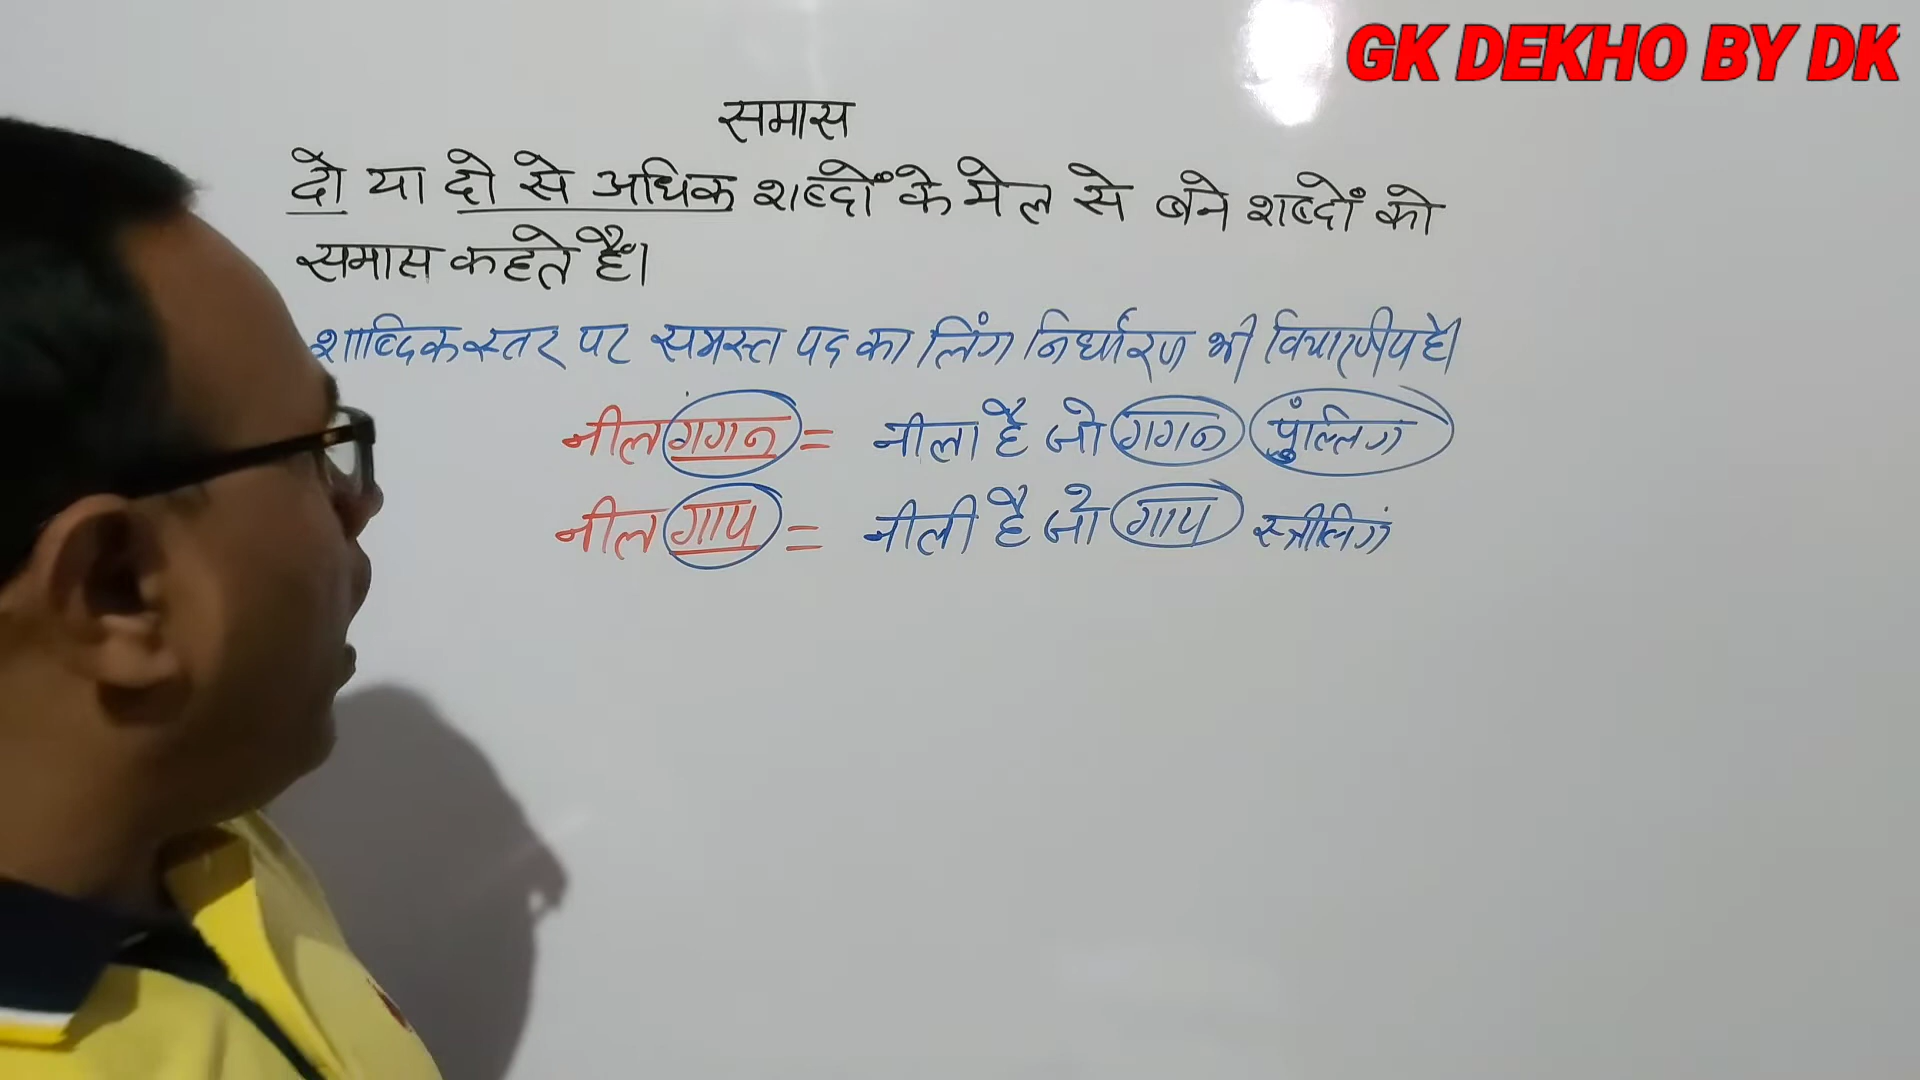 GK DEKHO BY DK
समास
दो या दो से अधिक शब्दों के मेल से बने शब्दों को
समास कहते हैं।
शाब्दिक स्तर पर समस्त पद का लिंग निर्धारण भी विचारणीय है।
नीलगगन = नीला है जो गगन पुंल्लिग
नीलगाय = नीली है जो गाय स्त्रीलिगं